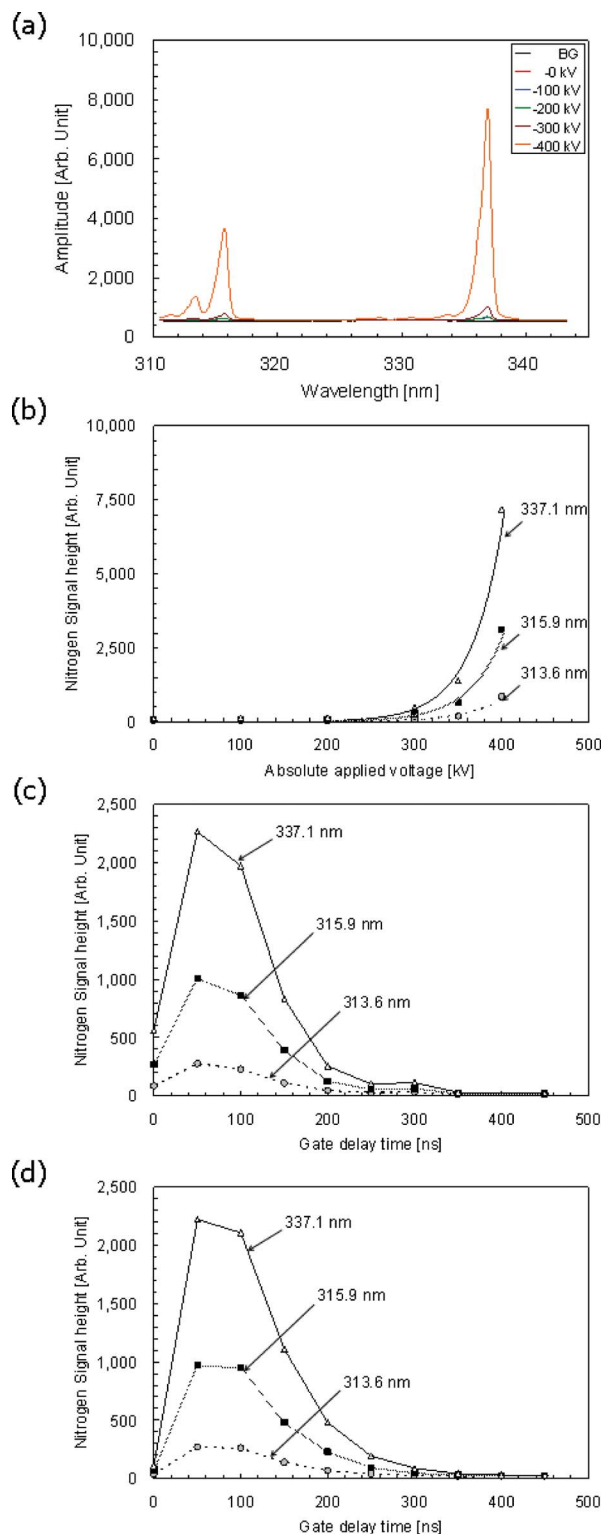 (a)
10,000
8,000
6,000
4,000
2,000
0
Amplitude [Arb. Unit]
BG
-0 kV
-100 kV
-200 kV
-300 kV
-400 kV
310 320 330 340
Wavelength [nm]
(b)
10,000
7,500
5,000
2,500
0
Nitrogen Signal height [Arb. Unit]
337.1 nm
315.9 nm
313.6 nm
0 100 200 300 400 500
Absolute applied voltage [kV]
(c)
2,500
2,000
1,500
1,000
500
0
Nitrogen Signal height [Arb. Unit]
337.1 nm
315.9 nm
313.6 nm
0 100 200 300 400 500
Gate delay time [ns]
(d)
2,500
2,000
1,500
1,000
500
0
Nitrogen Signal height [Arb. Unit]
337.1 nm
315.9 nm
313.6 nm
0 100 200 300 400 500
Gate delay time [ns]